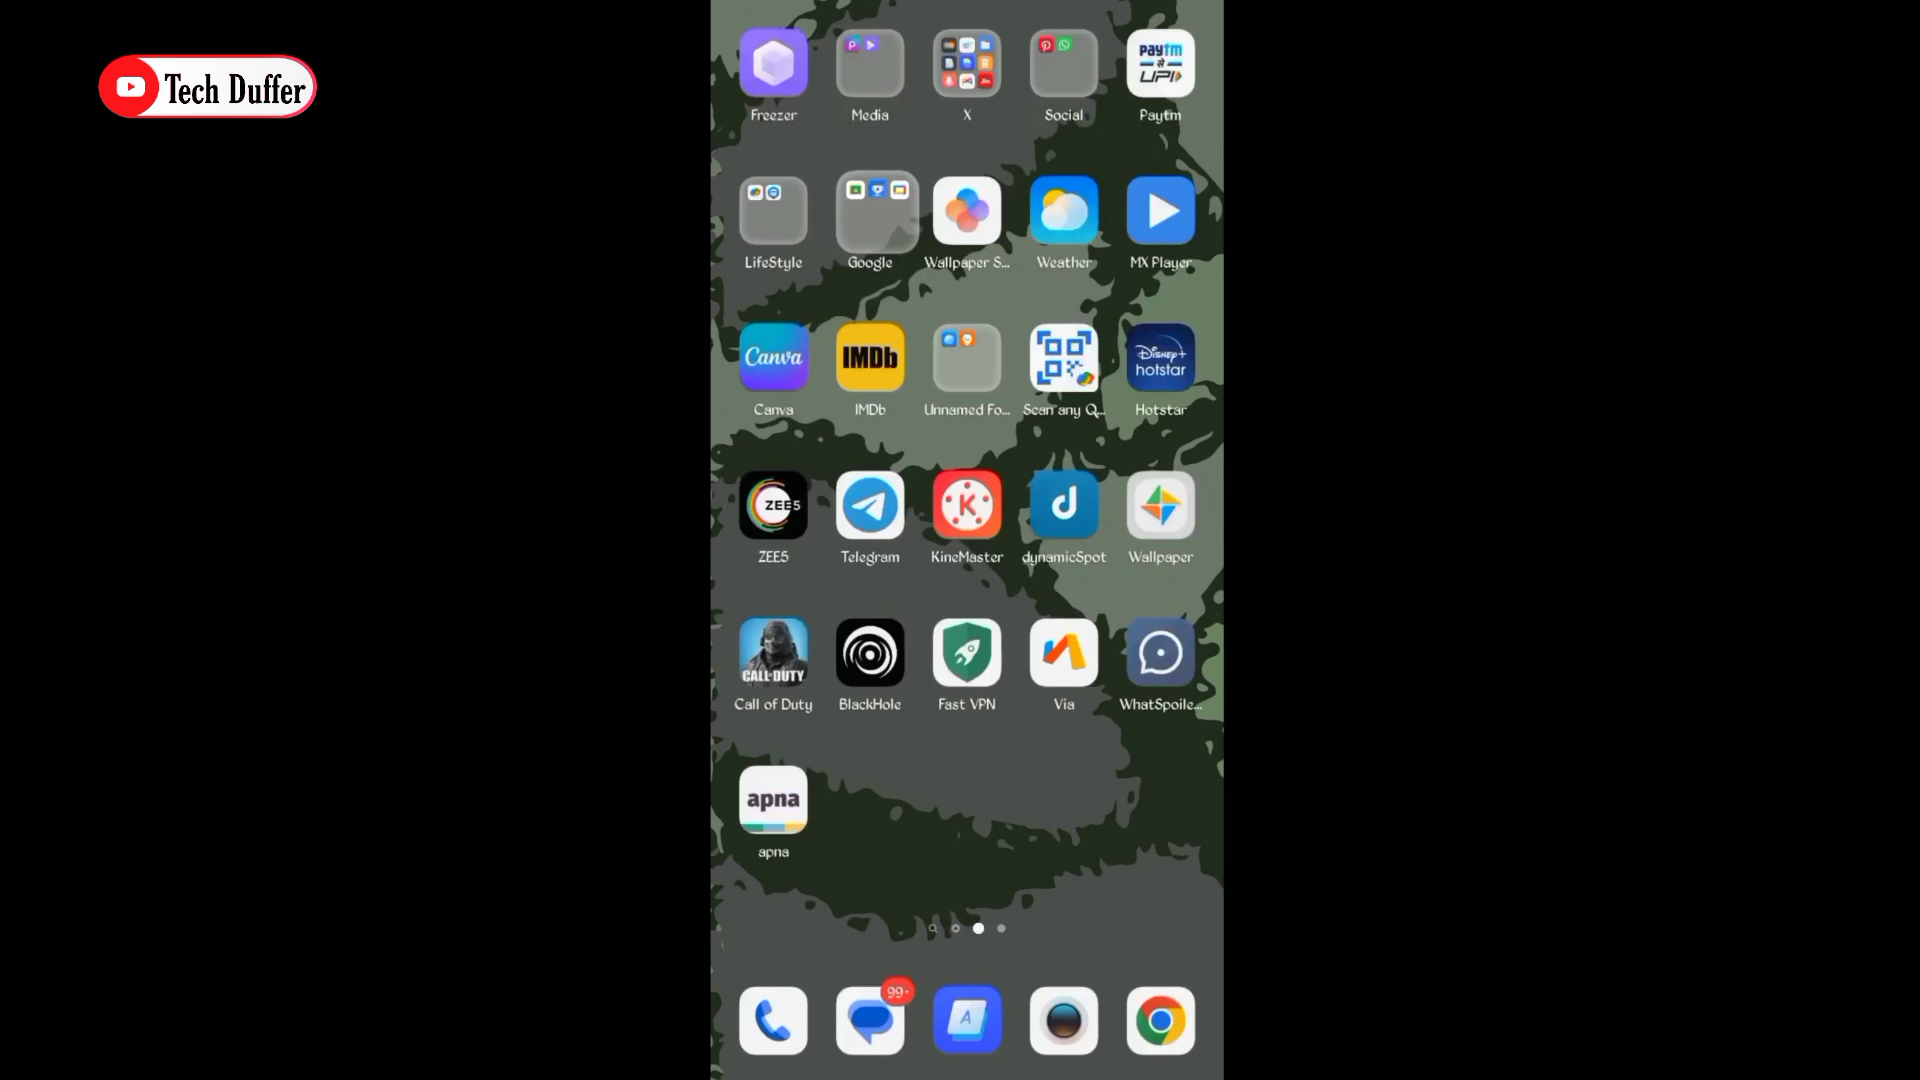 Tech Duffer
Paytm
से
UPI
Freezer
Media
X
Social
Paytm
LifeStyle
Google
Wallpaper S...
Weather
MX Player
Canva
IMDb
Disney+
hotstar
Canva
IMDb
Unnamed Fo...
Scan any Q...
Hotstar
ZEE5
K
d
ZEE5
Telegram
KineMaster
dynamicSpot
Wallpaper
CALL OF DUTY
Call of Duty
BlackHole
Fast VPN
Via
WhatSpoile...
apna
apna
99+
A